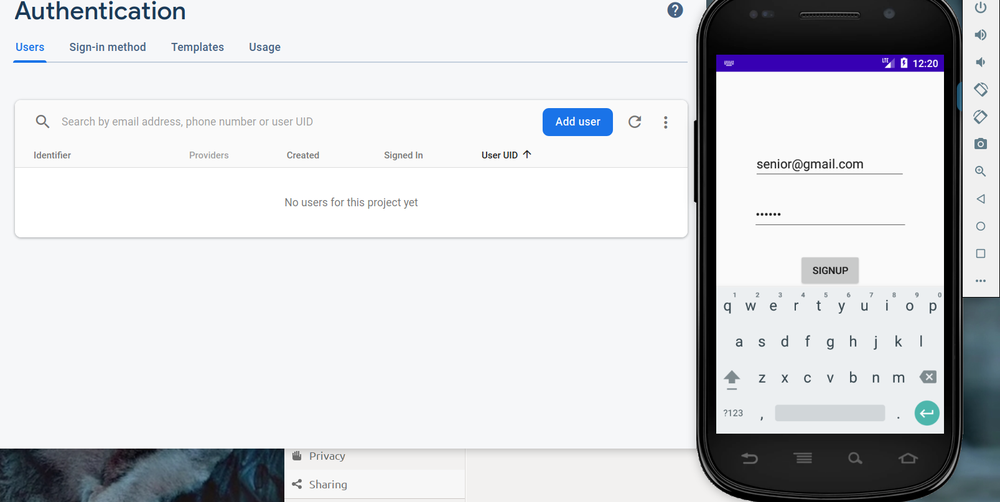 Authentication
Users Sign-in method Templates Usage
Search by email address, phone number or user UID
Add user
Identifier Providers Created Signed In User UID
No users for this project yet
Privacy
Sharing
LTE 12:20
senior@gmail.com
••••••
SIGNUP
1 2 3 4 5 6 7 8 9 0
q w e r t y u i o p
a s d f g h j k l
z x c v b n m
?123 , .